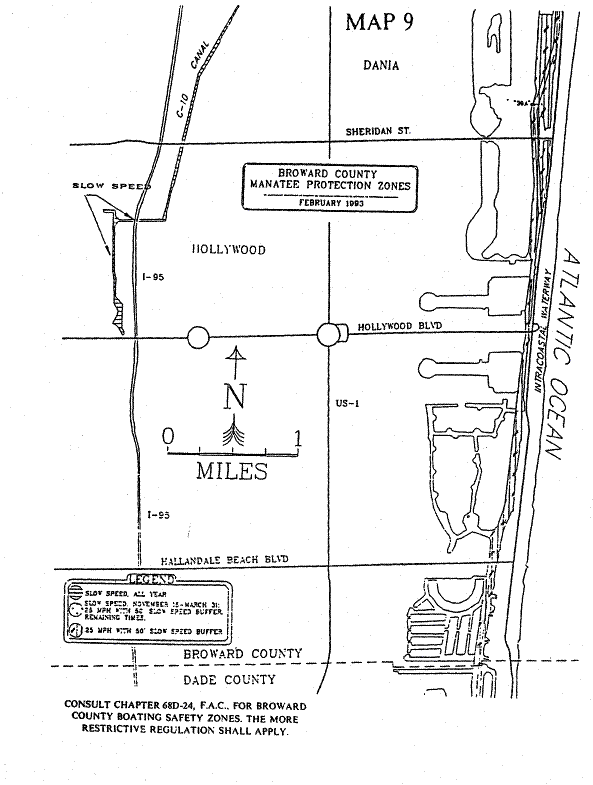 MAP 9
DANIA
C-10 CANAL
SHERIDAN ST.
SLOW SPEED
BROWARD COUNTY
MANATEE PROTECTION ZONES
FEBRUARY 1993
HOLLYWOOD
I-95
HOLLYWOOD BLVD
INTRACOASTAL WATERWAY
ATLANTIC OCEAN
N
US-1
0 1
MILES
I-95
HALLANDALE BEACH BLVD
LEGEND
SLOW SPEED, ALL YEAR
SLOW SPEED, NOVEMBER 15-MARCH 31;
25 MPH WITH 50' SLOW SPEED BUFFER
REMAINING TIMES.
25 MPH WITH 50' SLOW SPEED BUFFER
BROWARD COUNTY
DADE COUNTY
CONSULT CHAPTER 68D-24, F.A.C., FOR BROWARD
COUNTY BOATING SAFETY ZONES. THE MORE
RESTRICTIVE REGULATION SHALL APPLY.